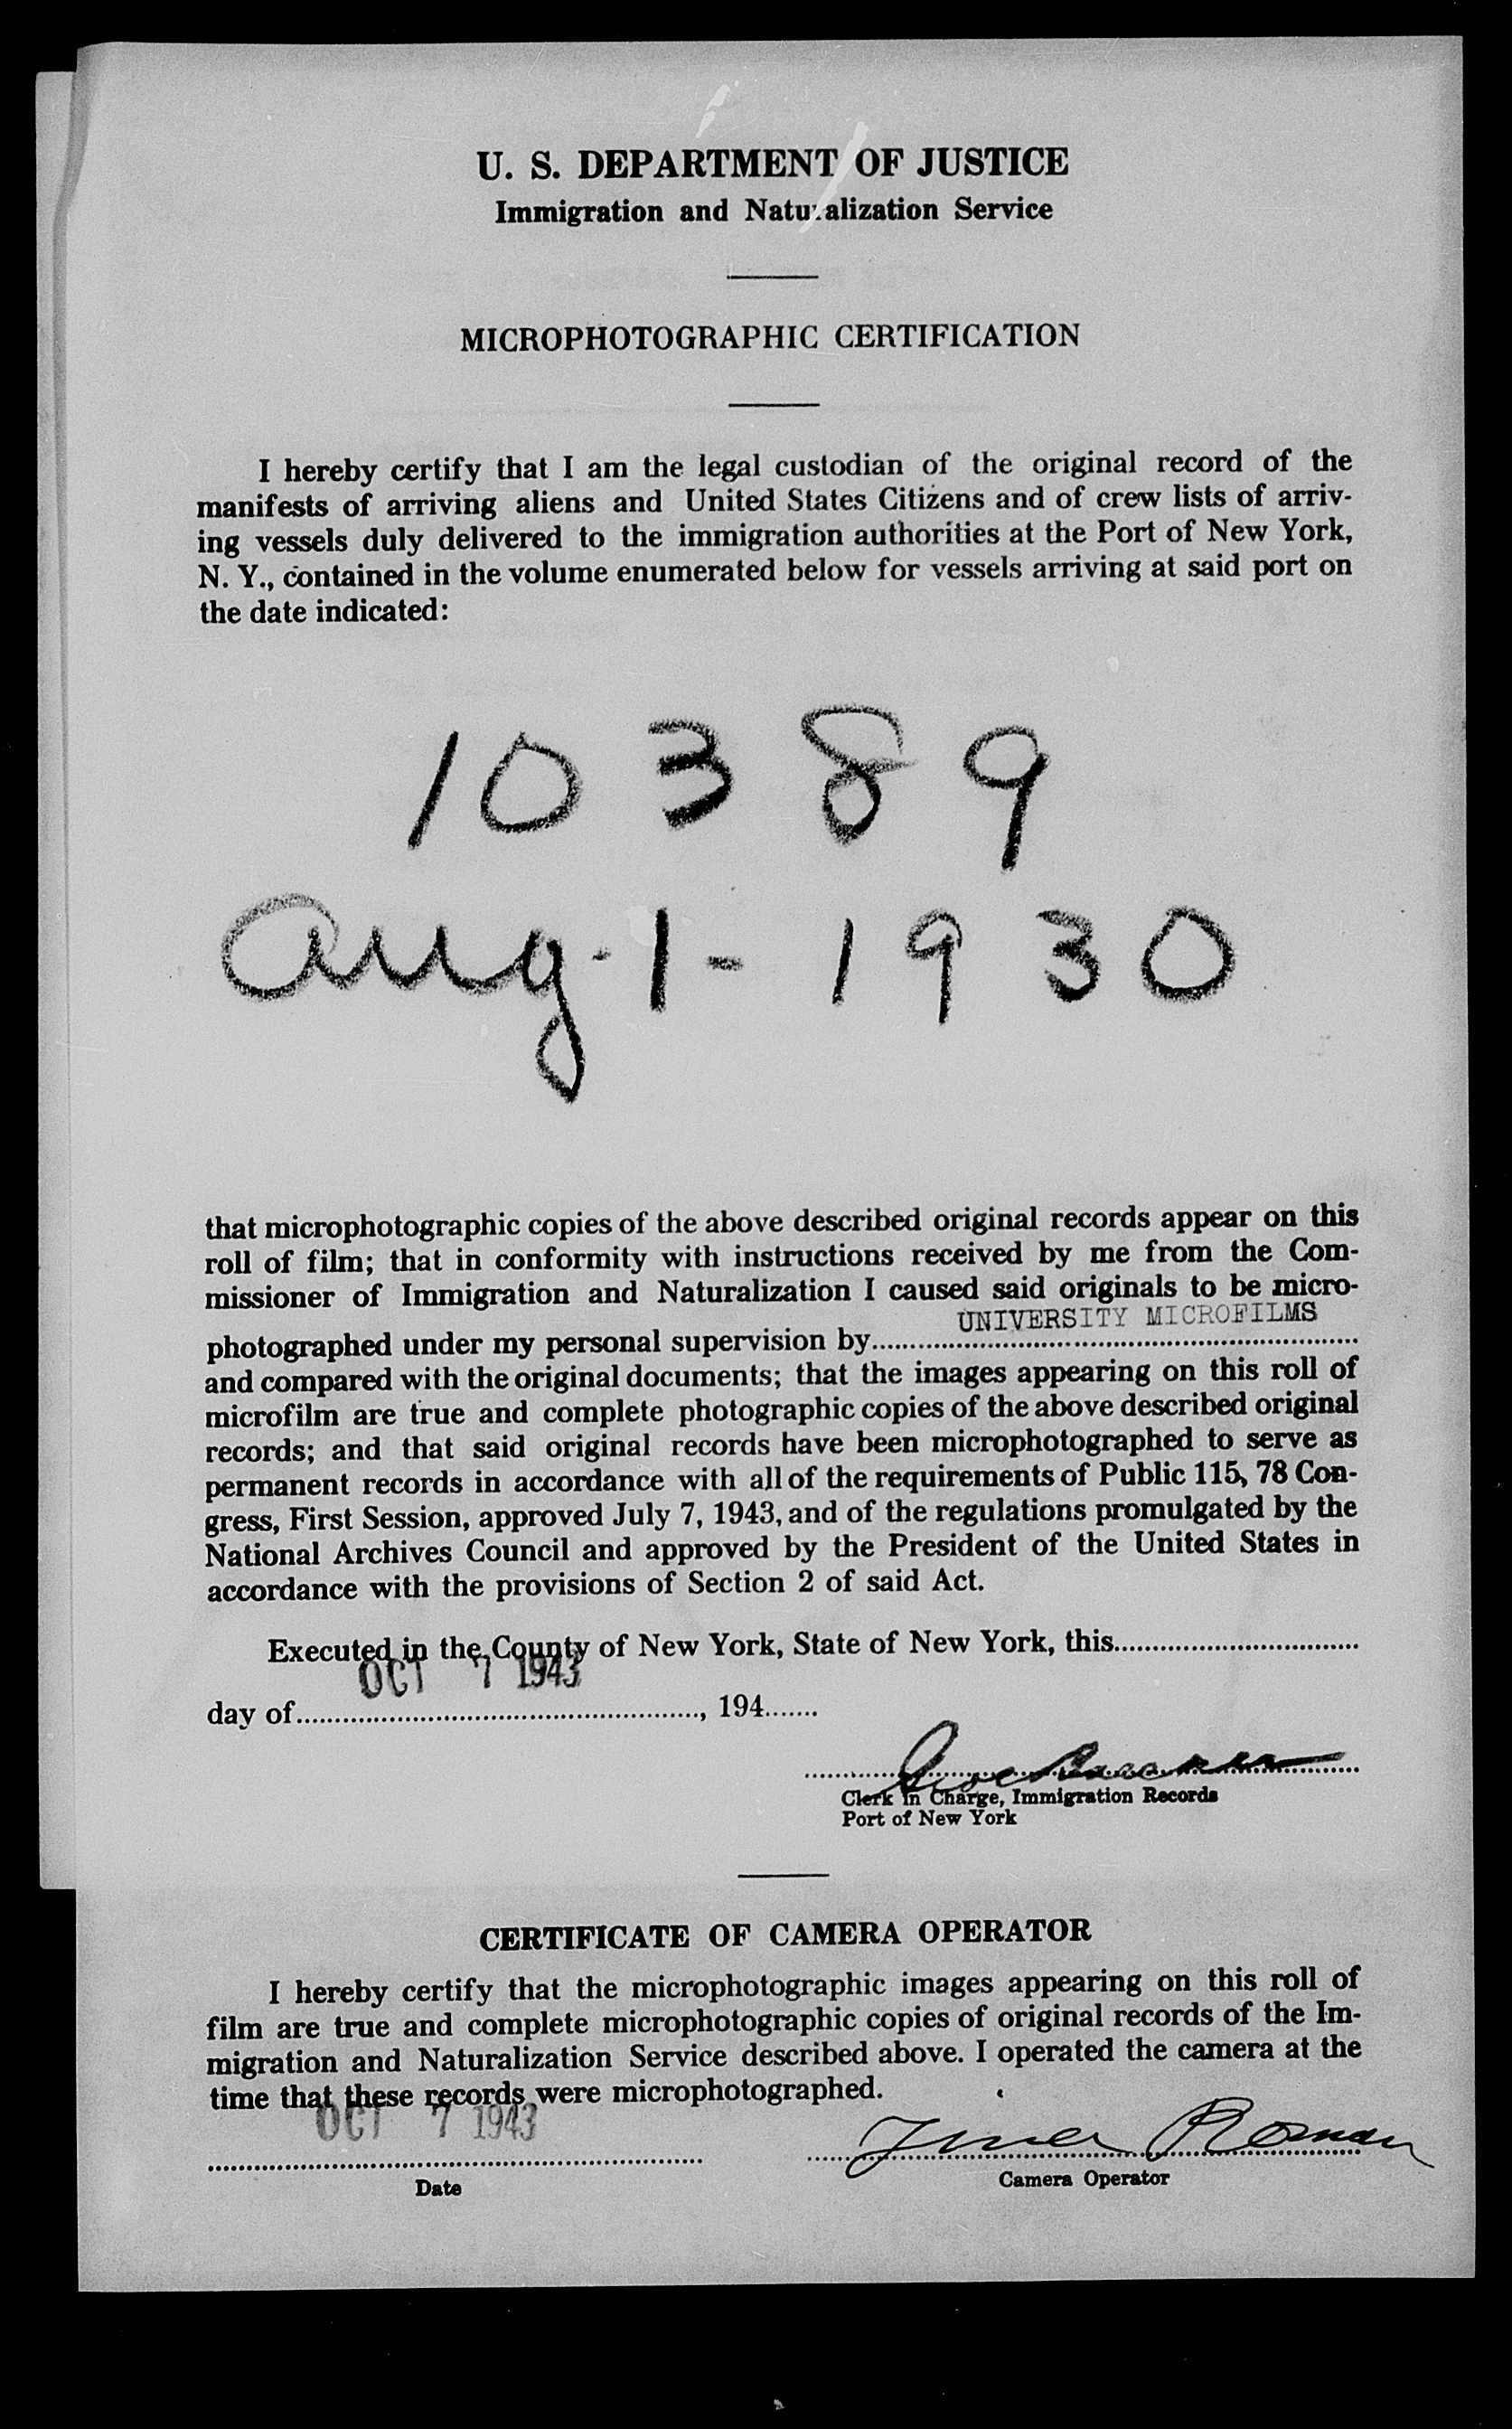 U. S. DEPARTMENT OF JUSTICE
Immigration and Naturalization Service
MICROPHOTOGRAPHIC CERTIFICATION
I hereby certify that I am the legal custodian of the original record of the
manifests of arriving aliens and United States Citizens and of crew lists of arriv-
ing vessels duly delivered to the immigration authorities at the Port of New York,
N. Y., contained in the volume enumerated below for vessels arriving at said port on
the date indicated:
10389
Aug. 1 - 1930
that microphotographic copies of the above described original records appear on this
roll of film; that in conformity with instructions received by me from the Com-
missioner of Immigration and Naturalization I caused said originals to be micro-
UNIVERSITY MICROFILMS
photographed under my personal supervision by
and compared with the original documents; that the images appearing on this roll of
microfilm are true and complete photographic copies of the above described original
records; and that said original records have been microphotographed to serve as
permanent records in accordance with all of the requirements of Public 115, 78 Con-
gress, First Session, approved July 7, 1943, and of the regulations promulgated by the
National Archives Council and approved by the President of the United States in
accordance with the provisions of Section 2 of said Act.
Executed in the County of New York, State of New York, this
OCT 7 1943
day of, 194
Clerk in Charge, Immigration Records
Port of New York
CERTIFICATE OF CAMERA OPERATOR
I hereby certify that the microphotographic images appearing on this roll of
film are true and complete microphotographic copies of original records of the Im-
migration and Naturalization Service described above. I operated the camera at the
time that these records were microphotographed.
OCT 7 1943
Roman
Date
Camera Operator